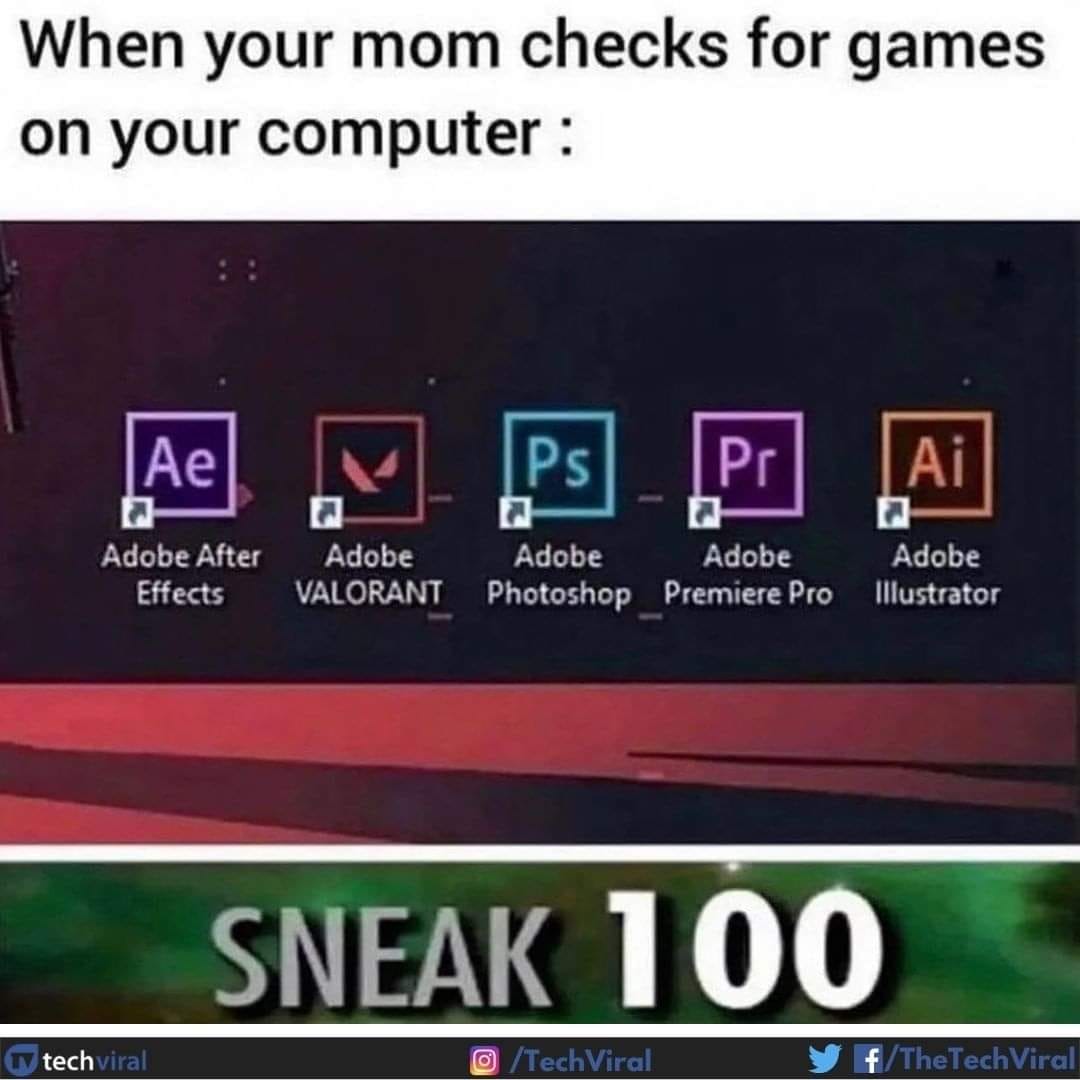 When your mom checks for games
on your computer :
Ae
Ps
Pr
Ai
Adobe After
Effects
Adobe
VALORANT
Adobe
Photoshop
Adobe
Premiere Pro
Adobe
Illustrator
SNEAK 100
TV techviral
/TechViral
f/TheTechViral